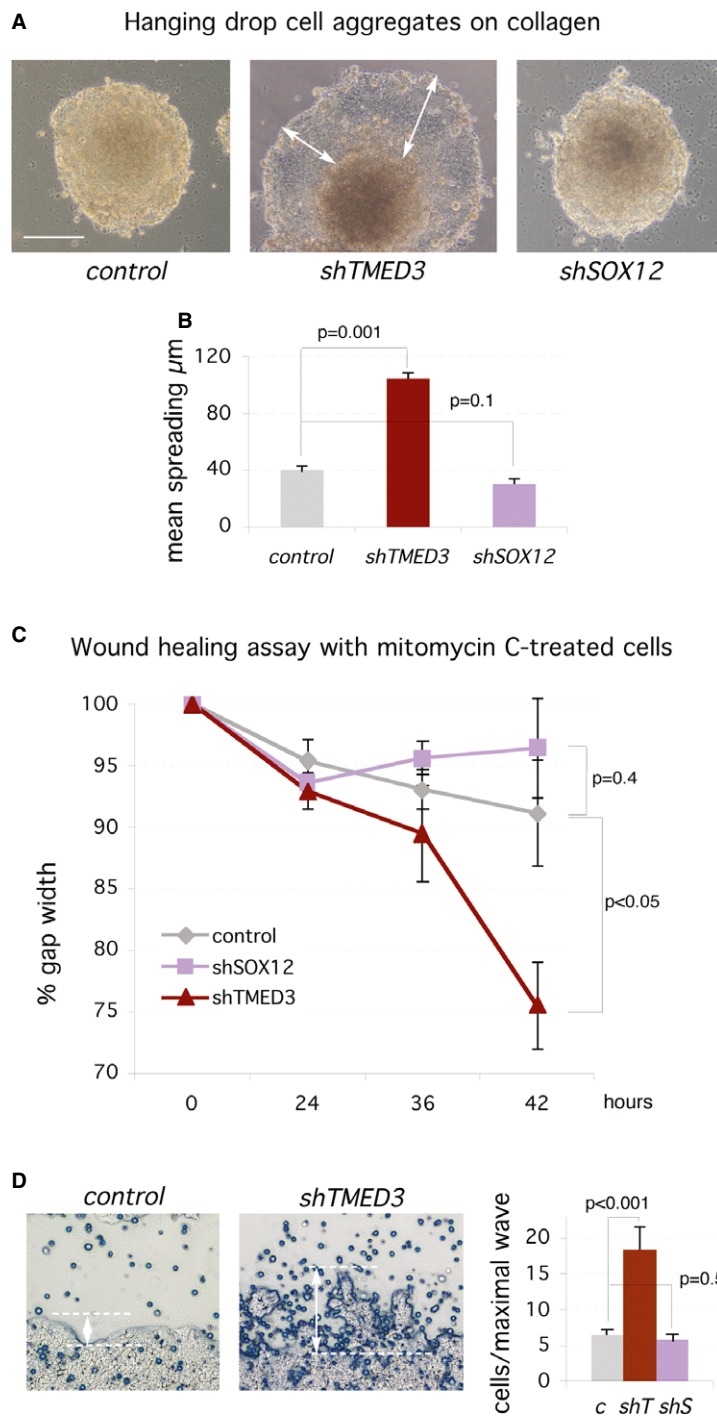 A
Hanging drop cell aggregates on collagen
control
shTMED3
shSOX12
B
p=0.001
p=0.1
mean spreading µm
120
80
40
0
control
shTMED3
shSOX12
C
Wound healing assay with mitomycin C-treated cells
% gap width
100
95
90
85
80
75
70
p=0.4
p<0.05
control
shSOX12
shTMED3
0
24
36
42
hours
D
control
shTMED3
cells/maximal wave
p<0.001
p=0.5
20
15
10
5
0
c
shT
shS